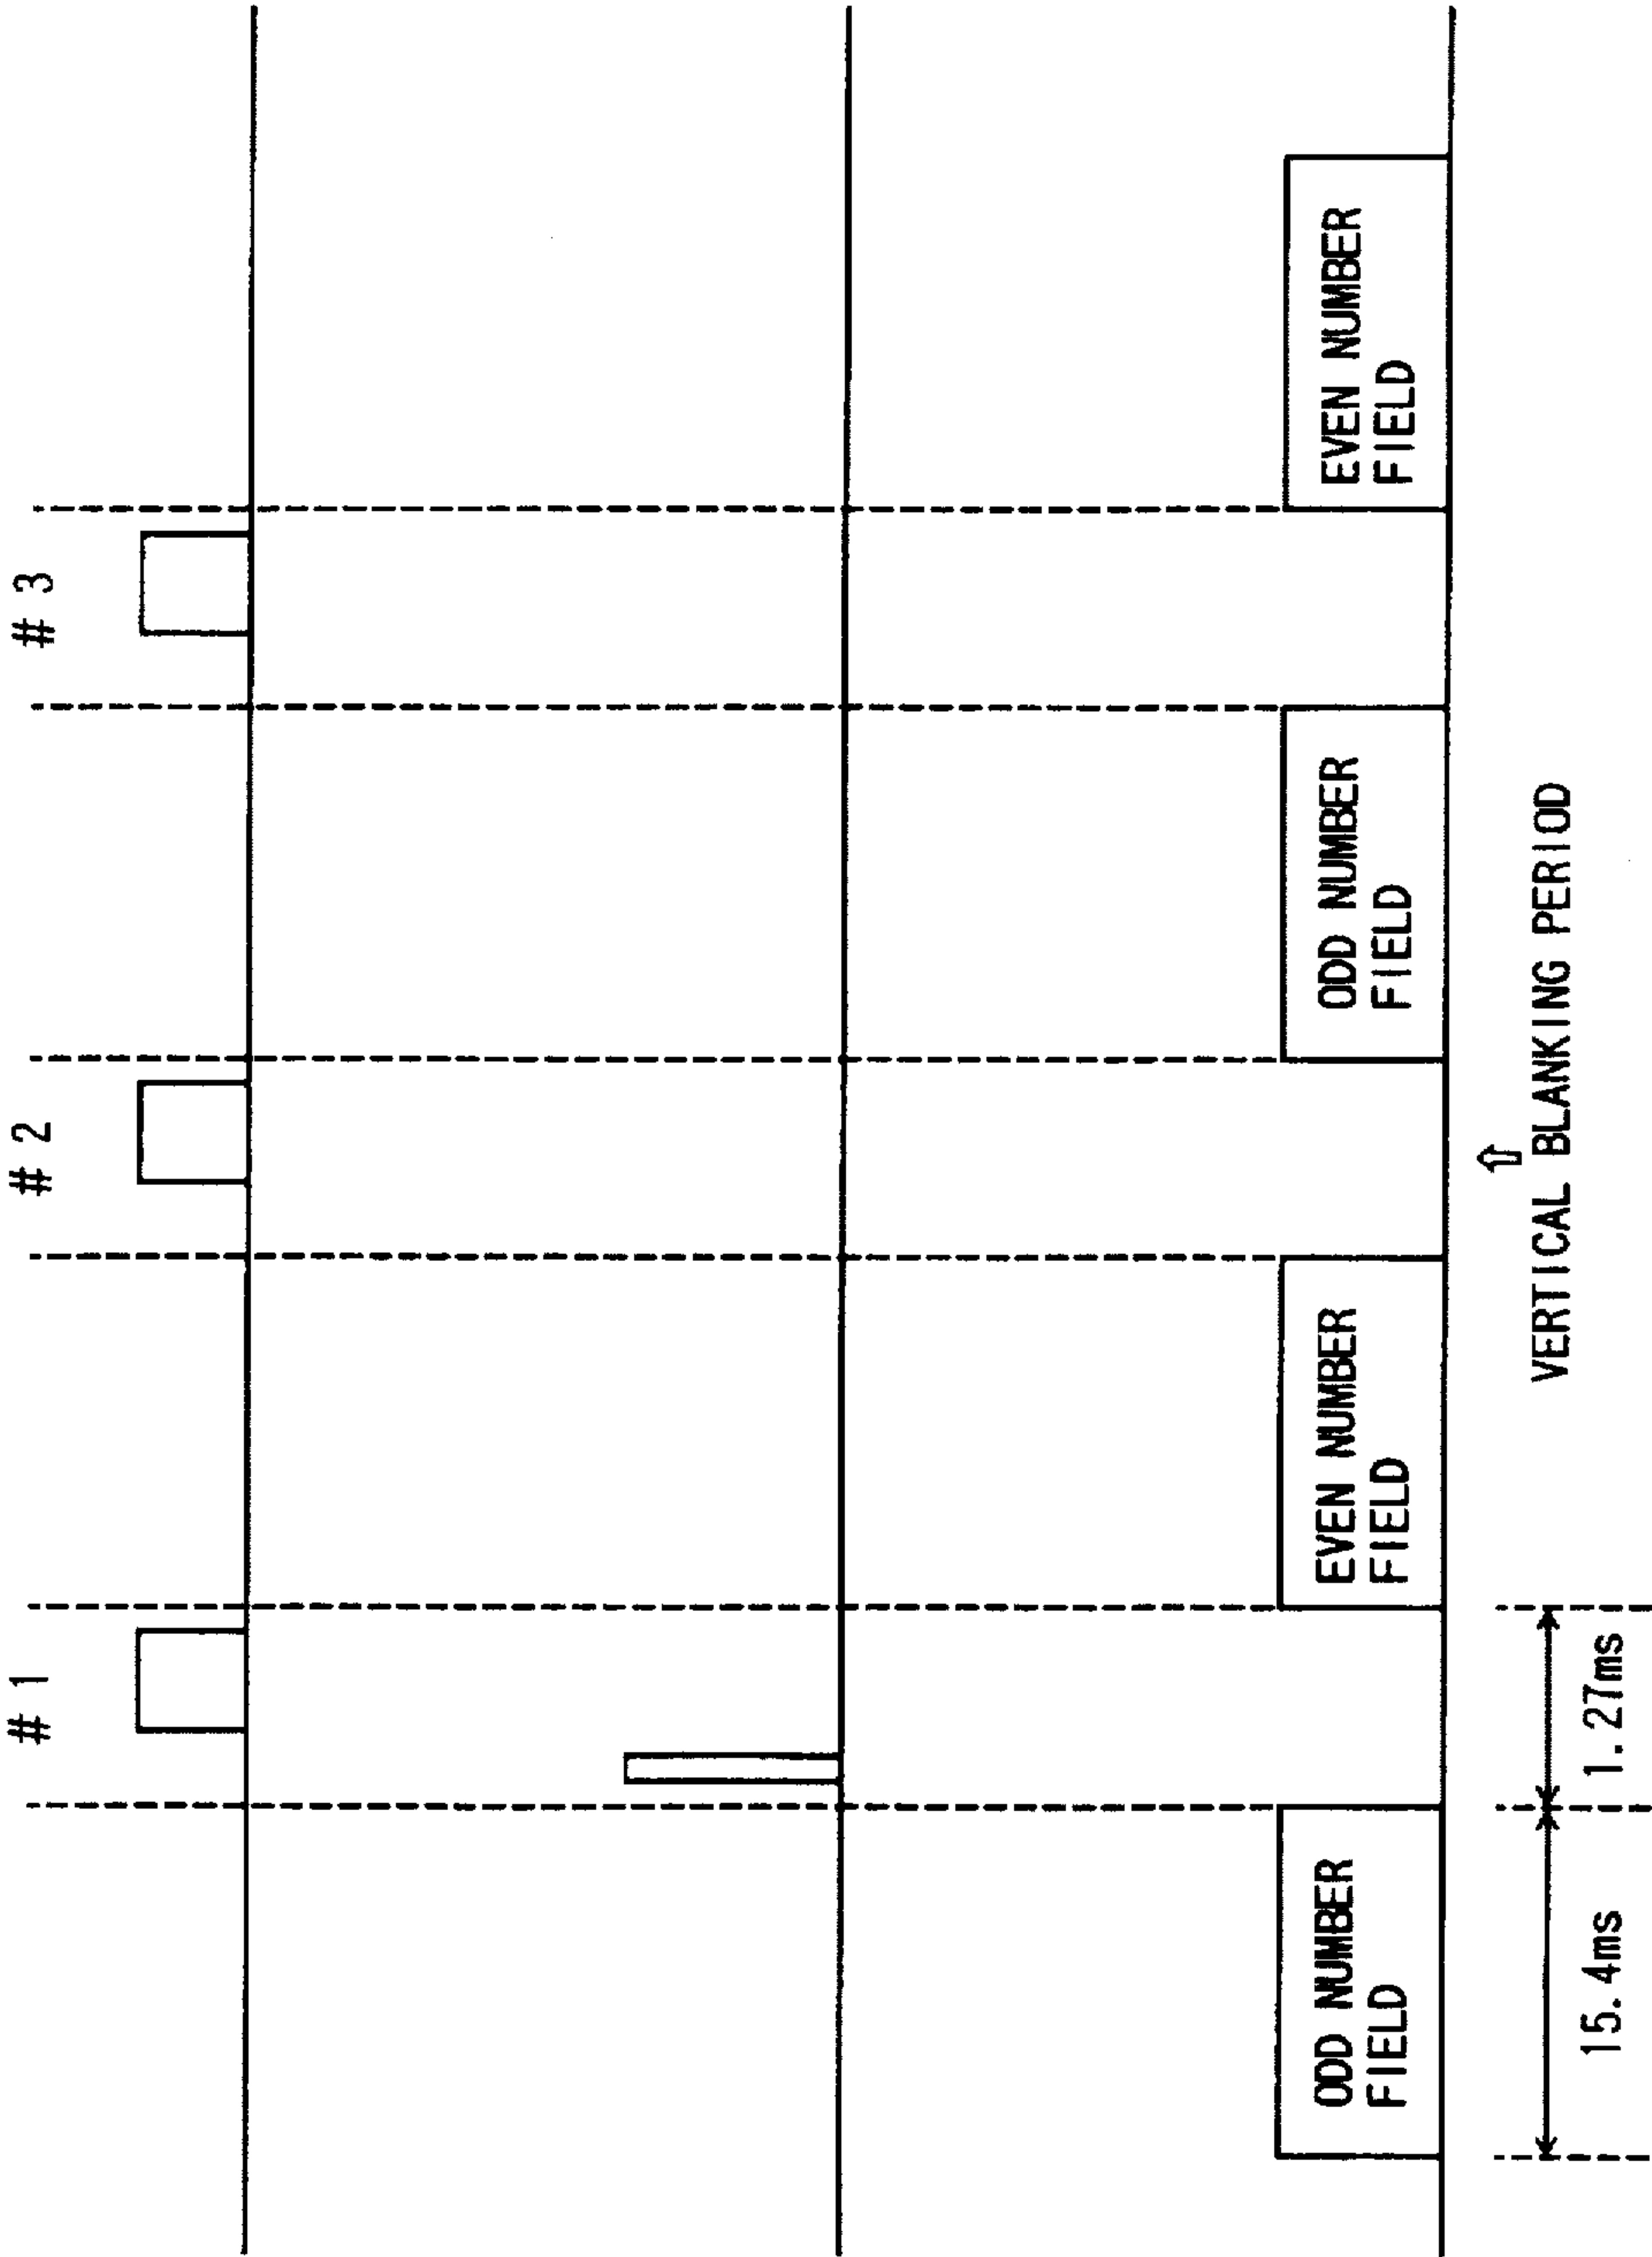 # 1
# 2
# 3
ODD NUMBER
FIELD
EVEN NUMBER
FIELD
ODD NUMBER
FIELD
EVEN NUMBER
FIELD
15.4ms
1.27ms
⇧
VERTICAL BLANKING PERIOD